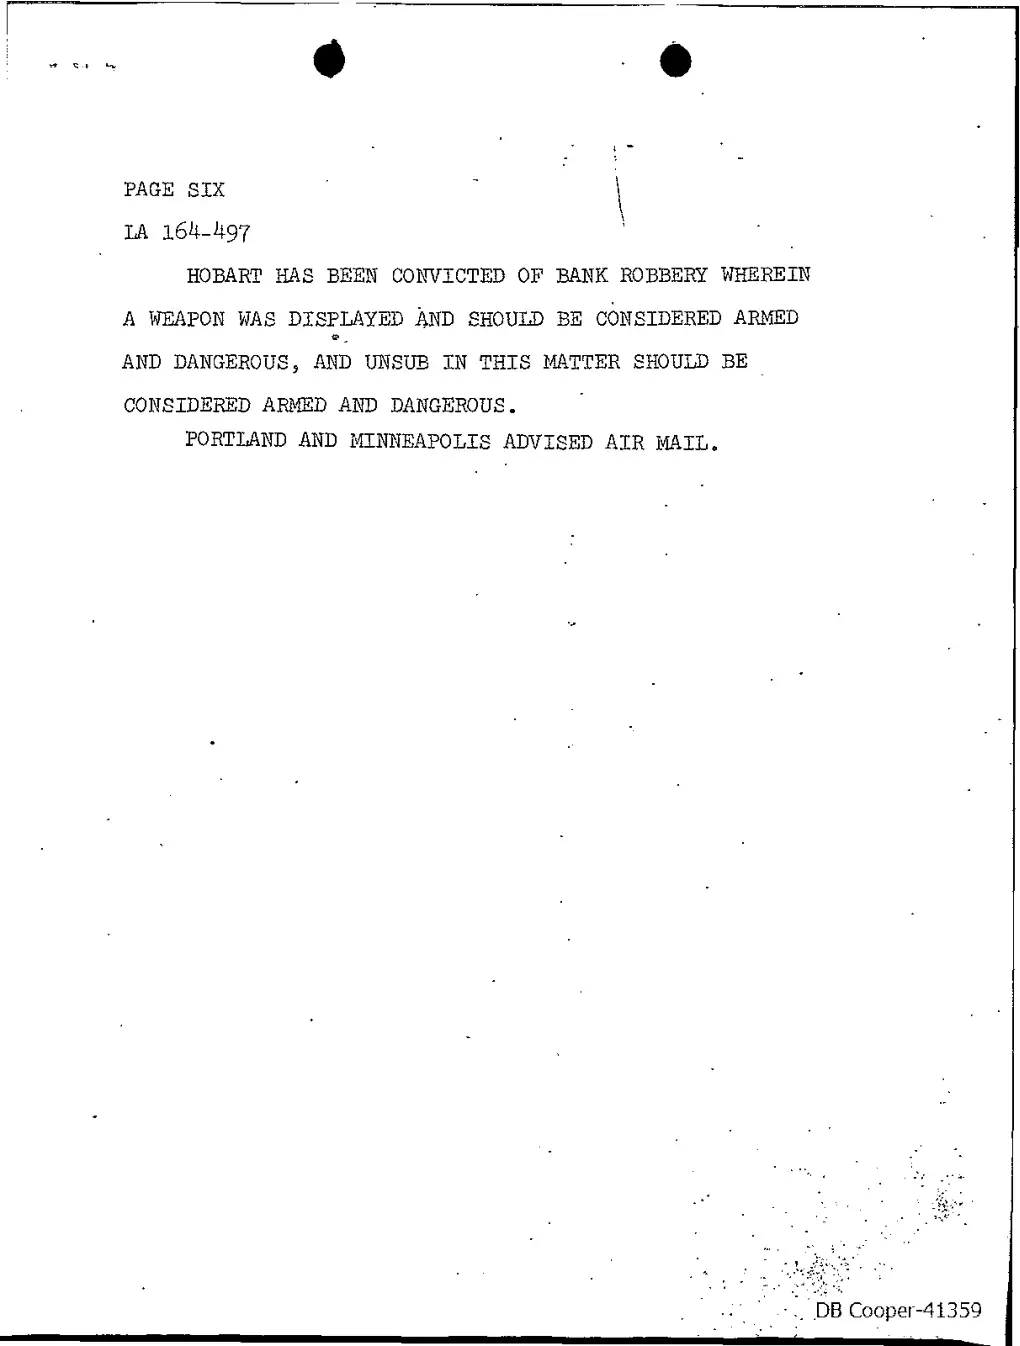 PAGE SIX
LA 164-497
HOBART HAS BEEN CONVICTED OF BANK ROBBERY WHEREIN
A WEAPON WAS DISPLAYED AND SHOULD BE CONSIDERED ARMED
AND DANGEROUS, AND UNSUB IN THIS MATTER SHOULD BE
CONSIDERED ARMED AND DANGEROUS.
PORTLAND AND MINNEAPOLIS ADVISED AIR MAIL.
DB Cooper-41359